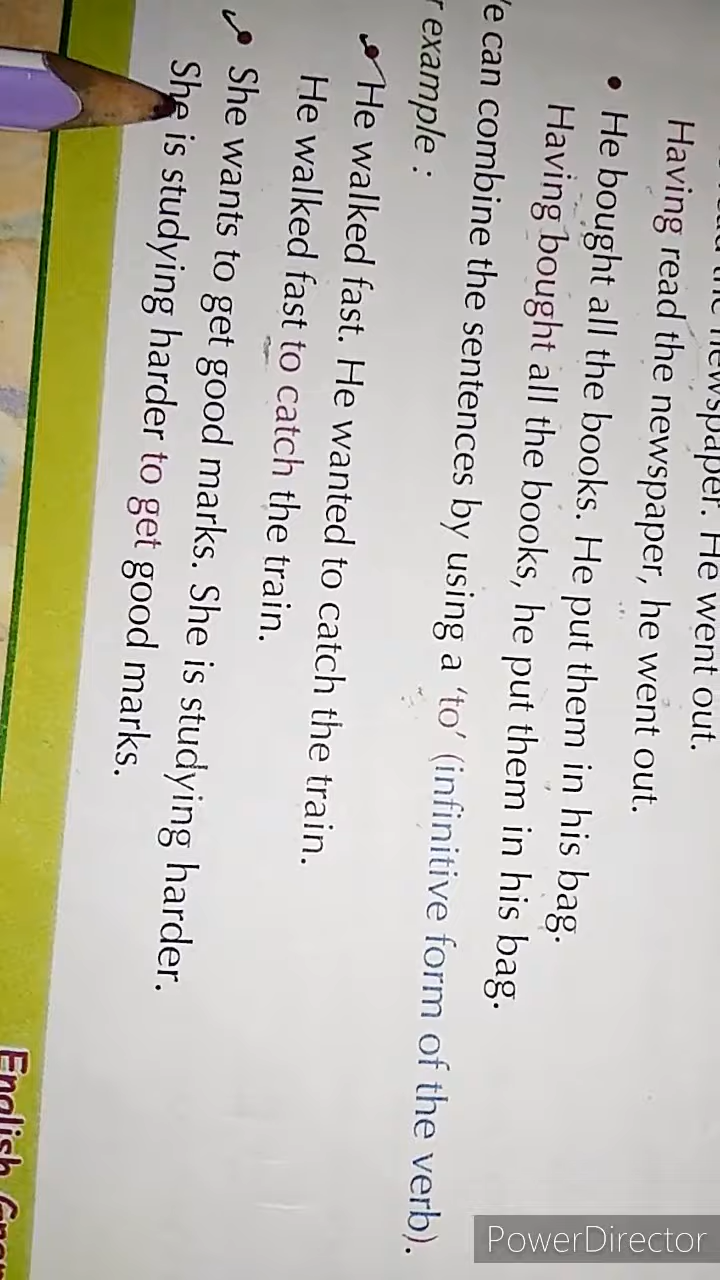 the newspaper. He went out.
Having read the newspaper, he went out.
• He bought all the books. He put them in his bag.
Having bought all the books, he put them in his bag.
can combine the sentences by using a 'to' (infinitive form of the verb).
example :
He walked fast. He wanted to catch the train.
He walked fast to catch the train.
She wants to get good marks. She is studying harder.
She is studying harder to get good marks.
English
PowerDirector